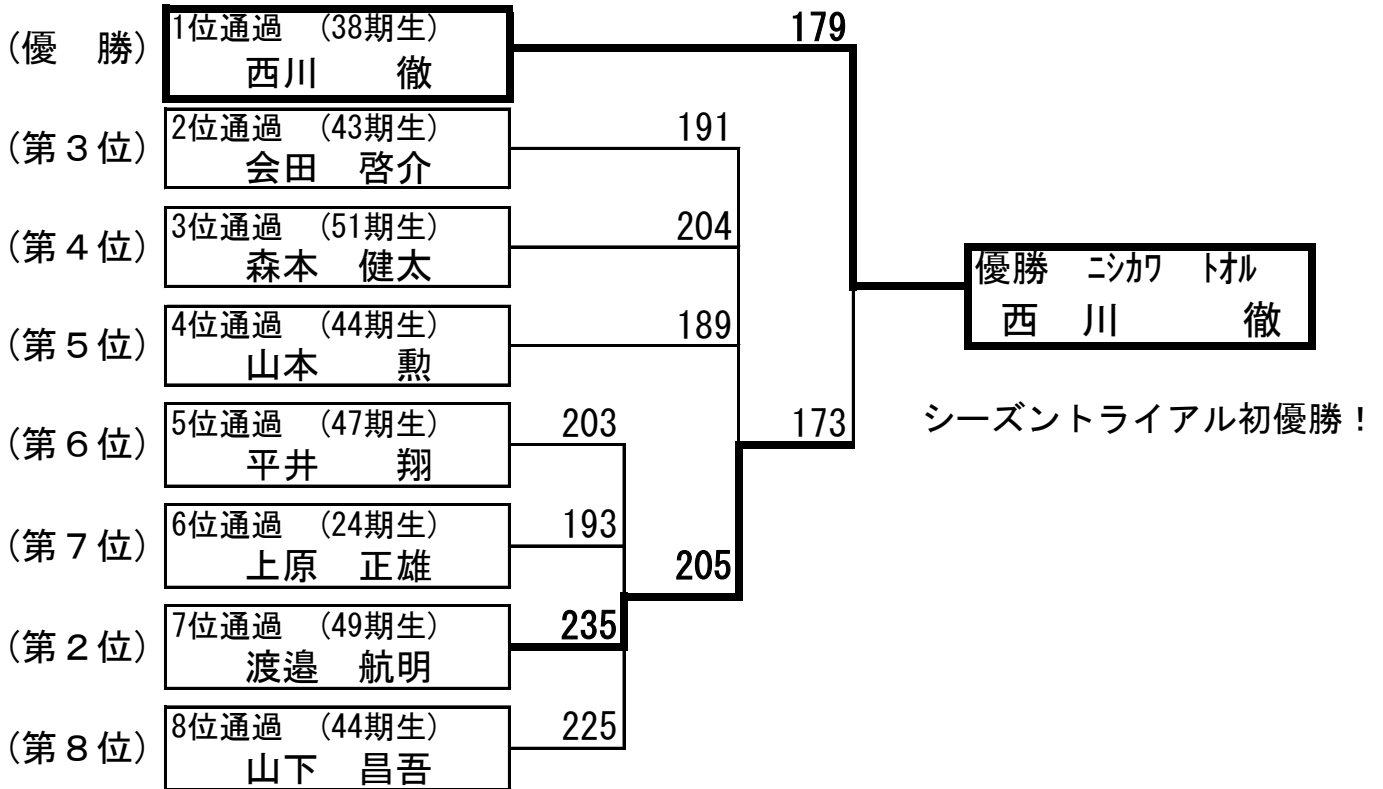 (優　勝) 1位通過　(38期生) 179
西川　　徹
(第３位) 2位通過　(43期生) 191
会田　啓介
(第４位) 3位通過　(51期生) 204
森本　健太
優勝　ﾆｼｶﾜ　ﾄｵﾙ
西　川　　　徹
(第５位) 4位通過　(44期生) 189
山本　　勲
(第６位) 5位通過　(47期生) 203 173 シーズントライアル初優勝！
平井　　翔
(第７位) 6位通過　(24期生) 193
上原　正雄 205
(第２位) 7位通過　(49期生) 235
渡邉　航明
(第８位) 8位通過　(44期生) 225
山下　昌吾